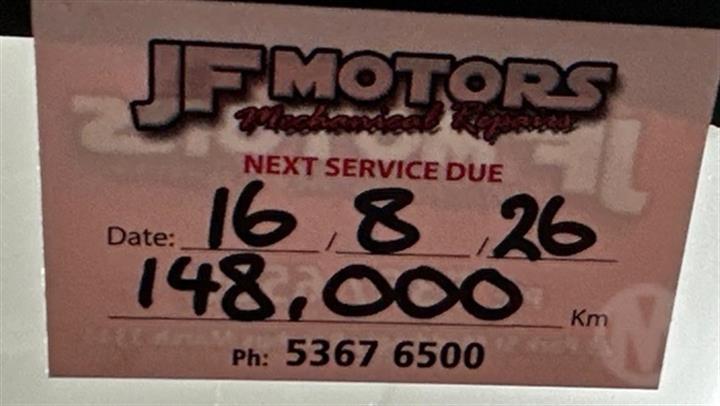 JF MOTORS
Mechanical Repairs
NEXT SERVICE DUE
Date: 16 / 8 / 26
148,000 Km
Ph: 5367 6500